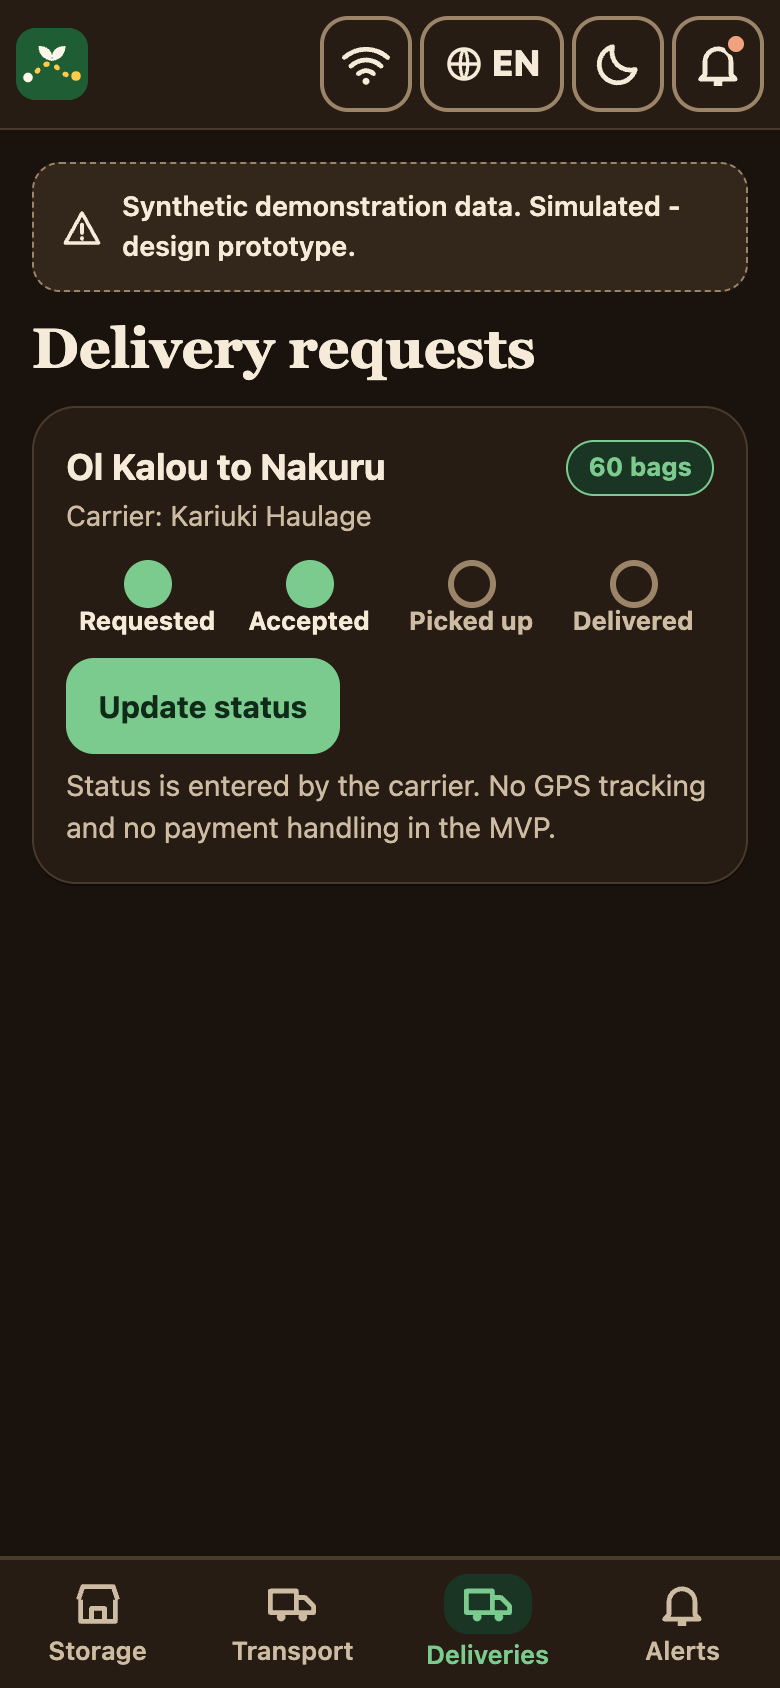 EN
Synthetic demonstration data. Simulated -
design prototype.
Delivery requests
Ol Kalou to Nakuru
60 bags
Carrier: Kariuki Haulage
Requested
Accepted
Picked up
Delivered
Update status
Status is entered by the carrier. No GPS tracking
and no payment handling in the MVP.
Storage
Transport
Deliveries
Alerts